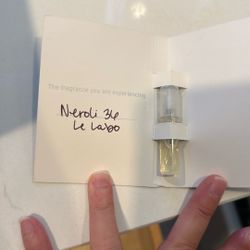 The fragrance you are experiencing
Neroli 36
Le Labo